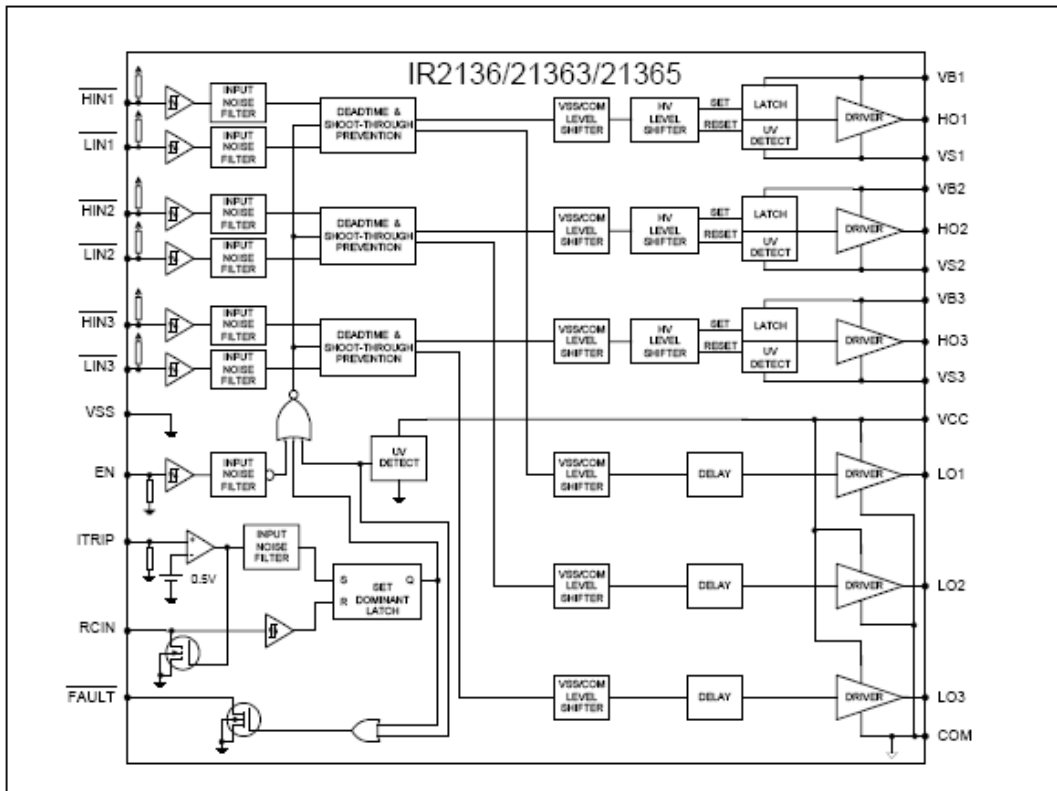 IR2136/21363/21365
HIN1
LIN1
HIN2
LIN2
HIN3
LIN3
VSS
EN
ITRIP
RCIN
FAULT
INPUT
NOISE
FILTER
INPUT
NOISE
FILTER
DEADTIME &
SHOOT-THROUGH
PREVENTION
VSS/COM
LEVEL
SHIFTER
HV
LEVEL
SHIFTER
SET
RESET
LATCH
UV
DETECT
DRIVER
VB1
HO1
VS1
INPUT
NOISE
FILTER
INPUT
NOISE
FILTER
DEADTIME &
SHOOT-THROUGH
PREVENTION
VSS/COM
LEVEL
SHIFTER
HV
LEVEL
SHIFTER
SET
RESET
LATCH
UV
DETECT
DRIVER
VB2
HO2
VS2
INPUT
NOISE
FILTER
INPUT
NOISE
FILTER
DEADTIME &
SHOOT-THROUGH
PREVENTION
VSS/COM
LEVEL
SHIFTER
HV
LEVEL
SHIFTER
SET
RESET
LATCH
UV
DETECT
DRIVER
VB3
HO3
VS3
VCC
INPUT
NOISE
FILTER
UV
DETECT
VSS/COM
LEVEL
SHIFTER
DELAY
DRIVER
LO1
0.5V
INPUT
NOISE
FILTER
S
R
Q
SET
DOMINANT
LATCH
VSS/COM
LEVEL
SHIFTER
DELAY
DRIVER
LO2
VSS/COM
LEVEL
SHIFTER
DELAY
DRIVER
LO3
COM